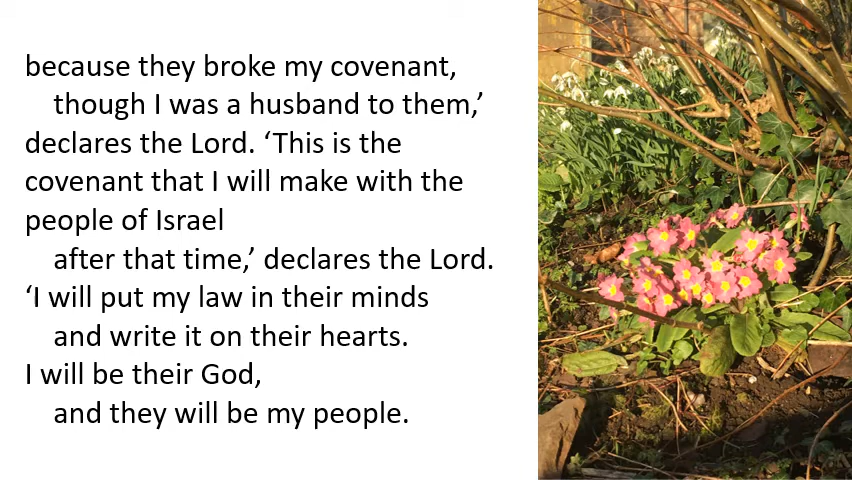 because they broke my covenant,
though I was a husband to them,’
declares the Lord. ‘This is the
covenant that I will make with the
people of Israel
after that time,’ declares the Lord.
‘I will put my law in their minds
and write it on their hearts.
I will be their God,
and they will be my people.